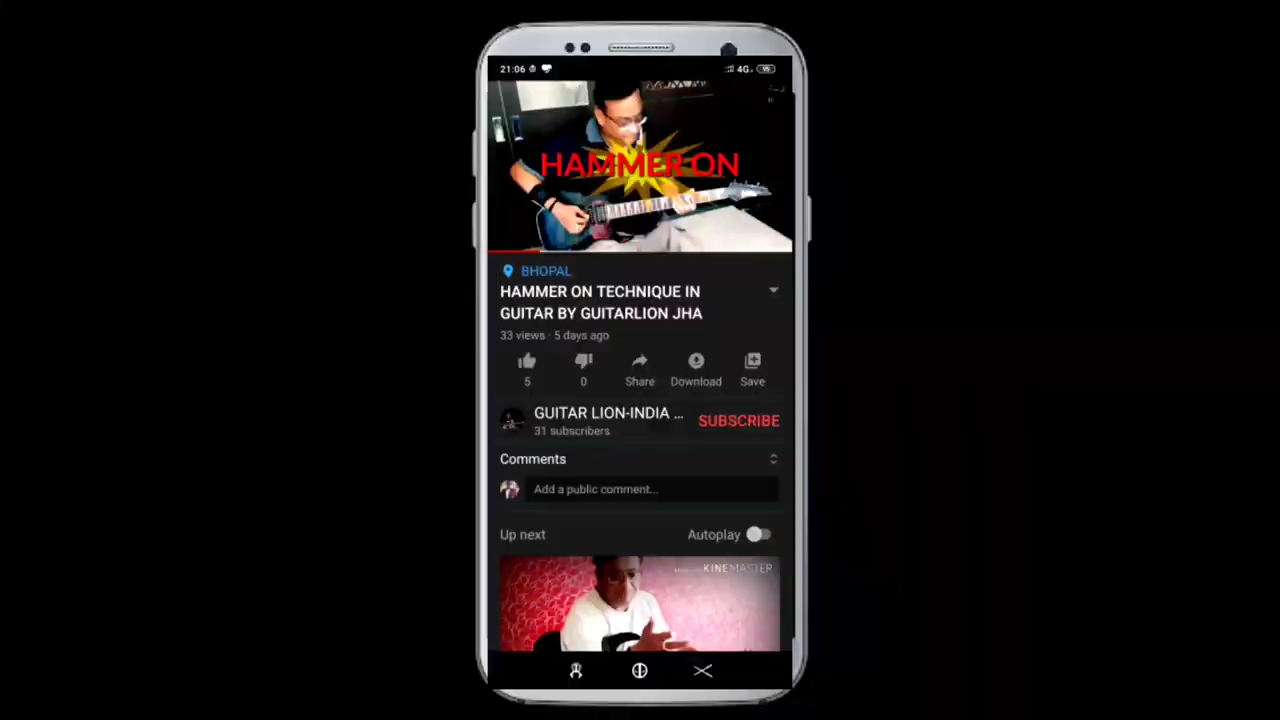 21:06
4G
95
HAMMER ON
BHOPAL
HAMMER ON TECHNIQUE IN
GUITAR BY GUITARLION JHA
33 views · 5 days ago
5
0
Share
Download
Save
GUITAR LION-INDIA ...
SUBSCRIBE
31 subscribers
Comments
Add a public comment...
Up next
Autoplay
KINEMASTER